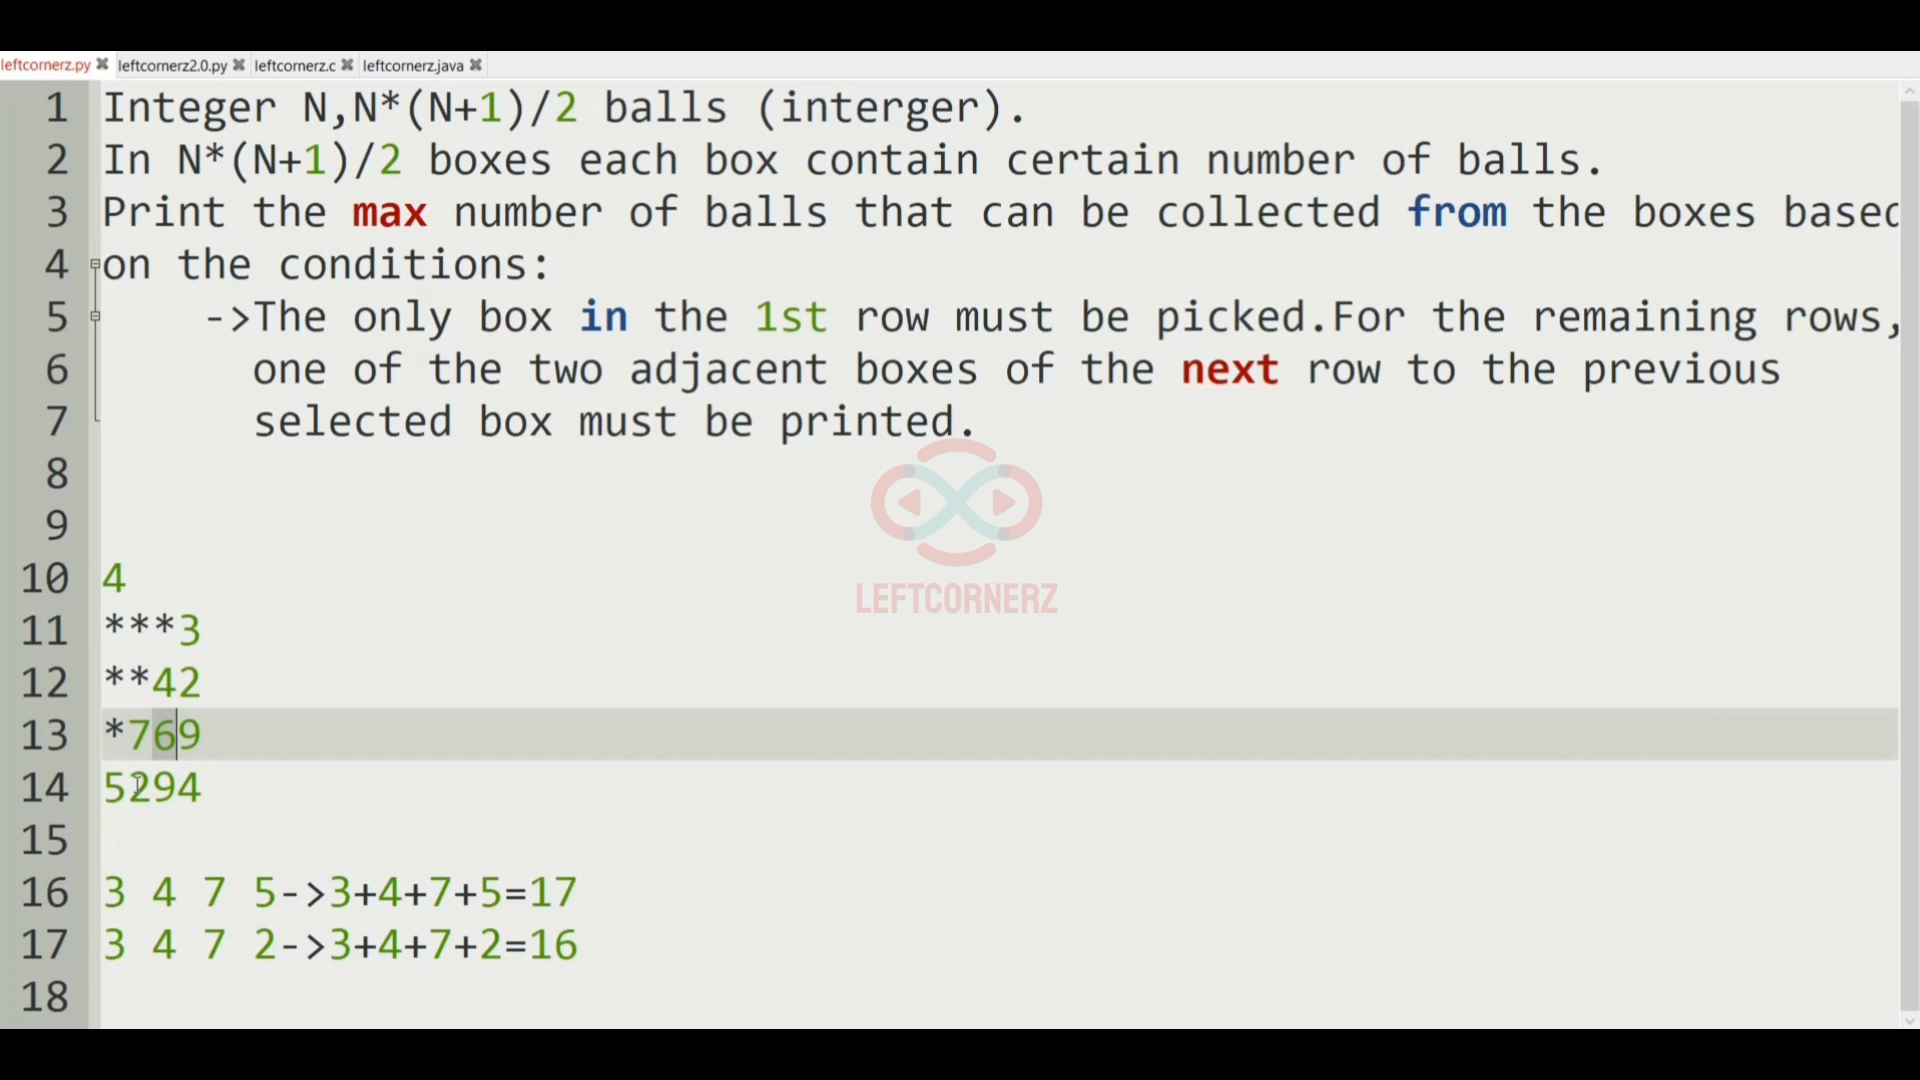 leftcornerz.py leftcornerz2.0.py leftcornerz.c leftcornerz.java
1 Integer N,N*(N+1)/2 balls (interger).
2 In N*(N+1)/2 boxes each box contain certain number of balls.
3 Print the max number of balls that can be collected from the boxes based
4 on the conditions:
5 ->The only box in the 1st row must be picked.For the remaining rows,
6 one of the two adjacent boxes of the next row to the previous
7 selected box must be printed.
8
9
LEFTCORNERZ
10 4
11 ***3
12 **42
13 *769
14 5294
15
16 3 4 7 5->3+4+7+5=17
17 3 4 7 2->3+4+7+2=16
18